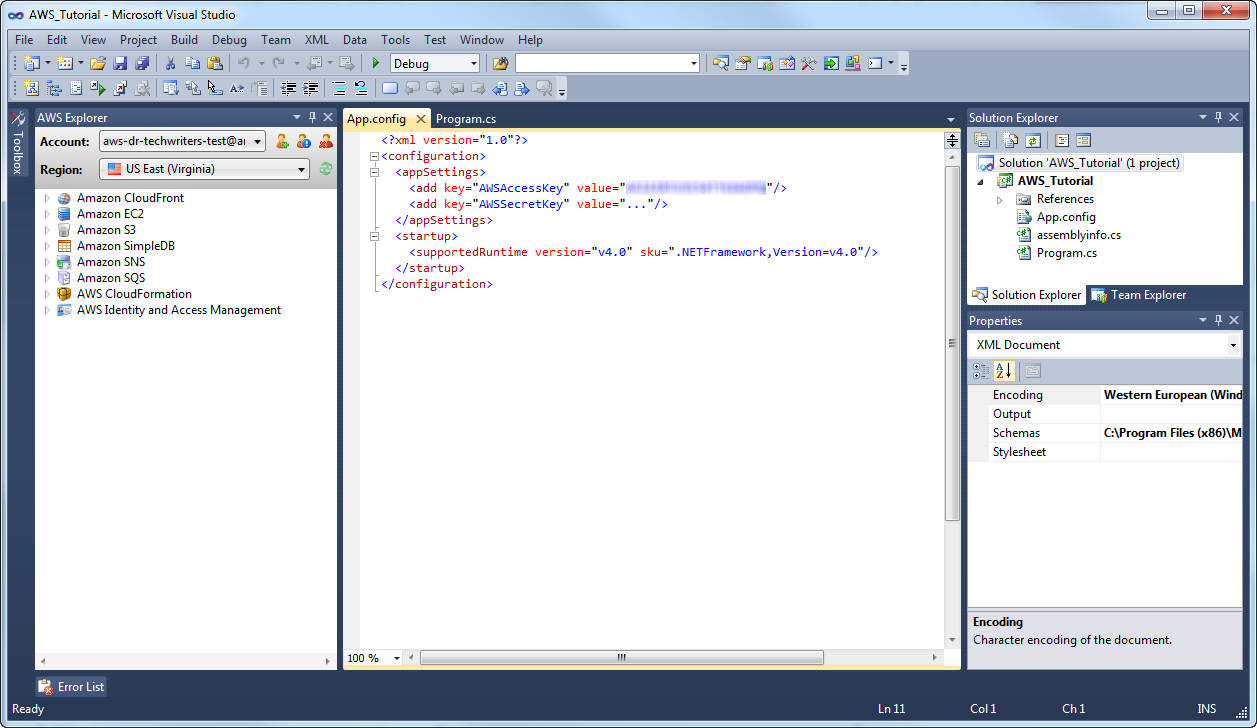 AWS_Tutorial - Microsoft Visual Studio
File Edit View Project Build Debug Team XML Data Tools Test Window Help
Debug
Toolbox
AWS Explorer
Account: aws-dr-techwriters-test@a
Region: US East (Virginia)
Amazon CloudFront
Amazon EC2
Amazon S3
Amazon SimpleDB
Amazon SNS
Amazon SQS
AWS CloudFormation
AWS Identity and Access Management
App.config Program.cs
<?xml version="1.0"?>
<configuration>
<appSettings>
<add key="AWSAccessKey" value=""/>
<add key="AWSSecretKey" value="..."/>
</appSettings>
<startup>
<supportedRuntime version="v4.0" sku=".NETFramework,Version=v4.0"/>
</startup>
</configuration>
100 %
Solution Explorer
Solution 'AWS_Tutorial' (1 project)
AWS_Tutorial
References
App.config
assemblyinfo.cs
Program.cs
Solution Explorer Team Explorer
Properties
XML Document
Encoding Western European (Wind
Output
Schemas C:\Program Files (x86)\M
Stylesheet
Encoding
Character encoding of the document.
Error List
Ready Ln 11 Col 1 Ch 1 INS